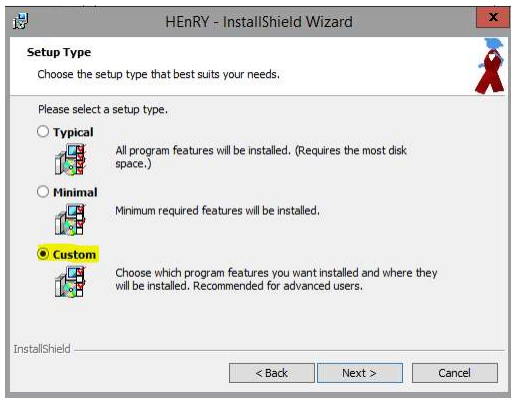 HEnRY - InstallShield Wizard
x
Setup Type
Choose the setup type that best suits your needs.
Please select a setup type.
Typical
All program features will be installed. (Requires the most disk
space.)
Minimal
Minimum required features will be installed.
Custom
Choose which program features you want installed and where they
will be installed. Recommended for advanced users.
InstallShield
< Back
Next >
Cancel